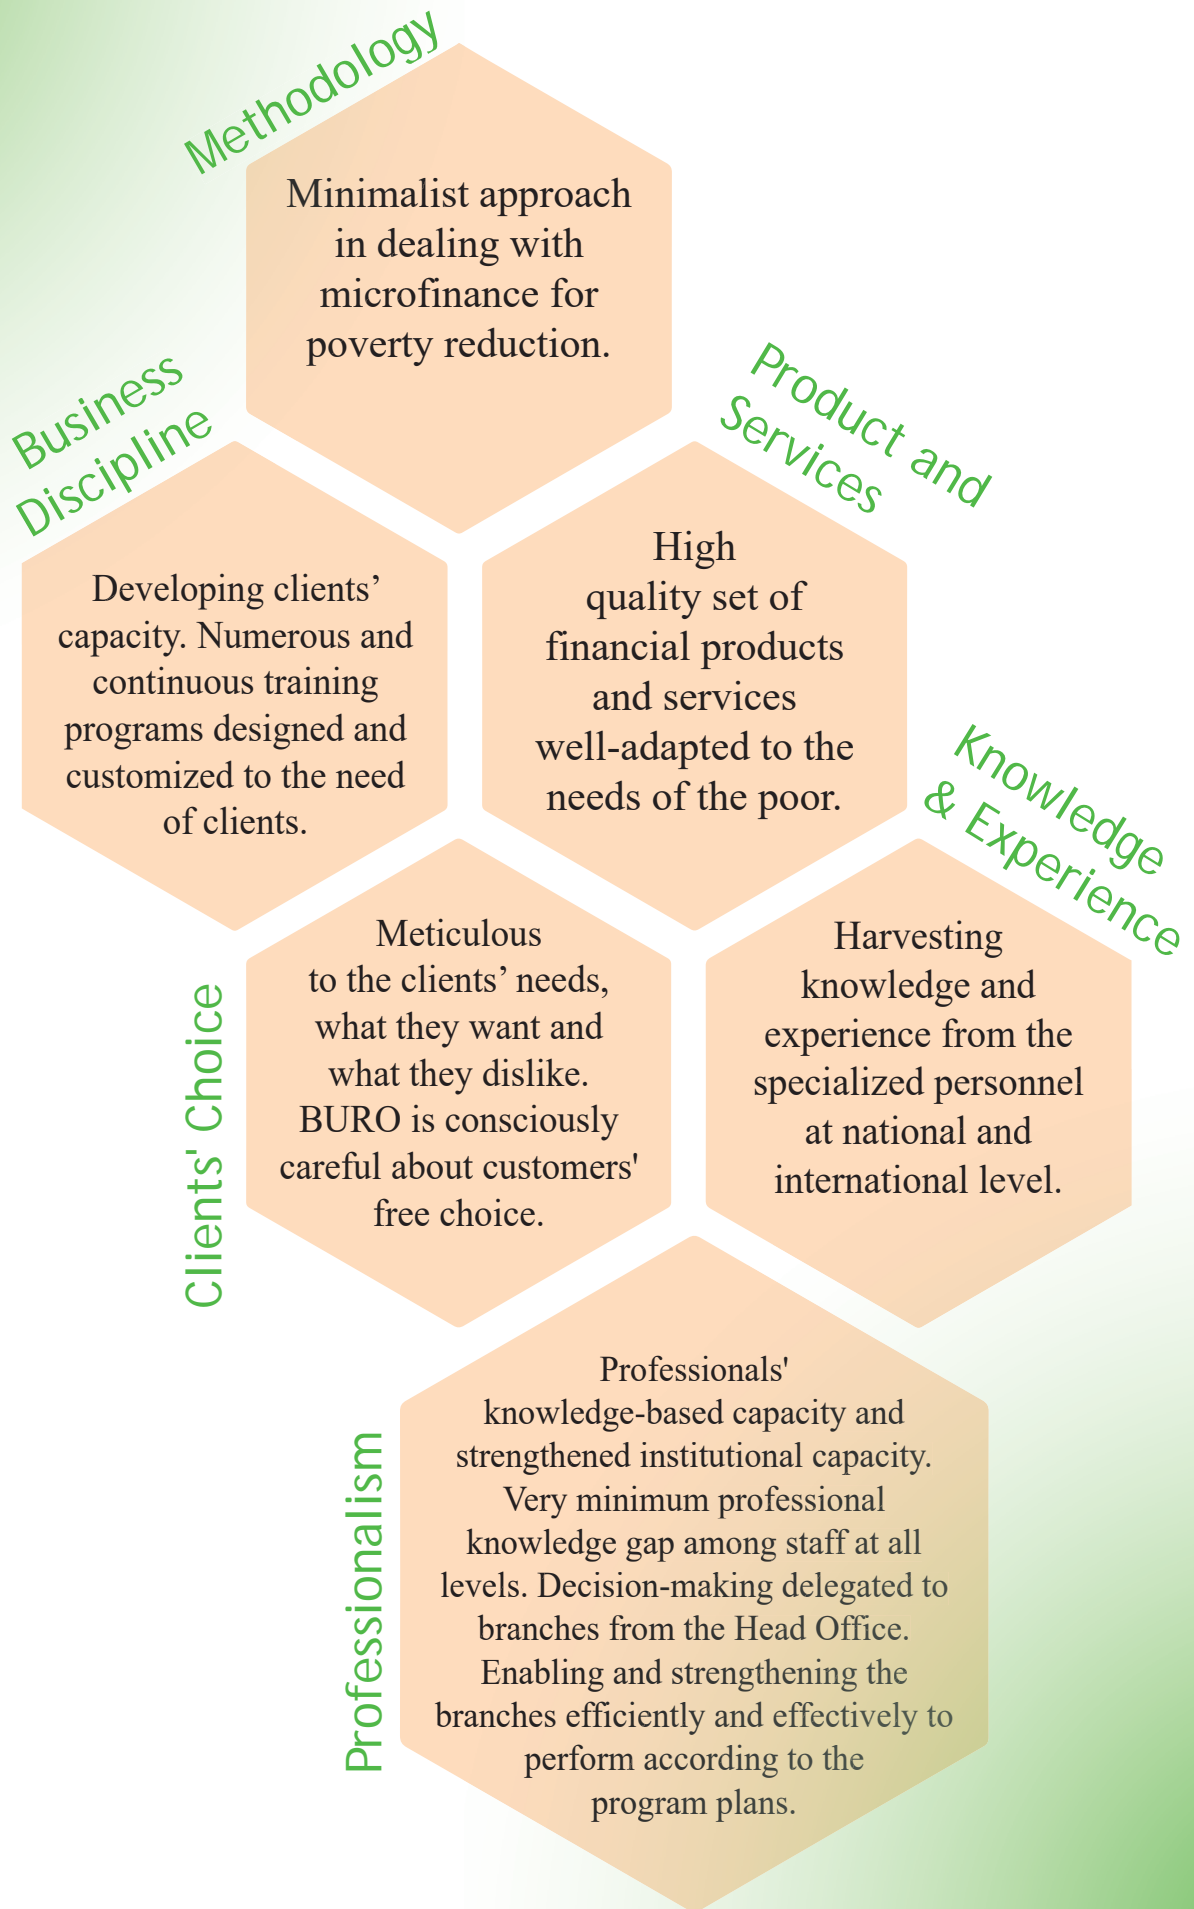 Methodology
Minimalist approach
in dealing with
microfinance for
poverty reduction.
Business
Discipline
Developing clients’
capacity. Numerous and
continuous training
programs designed and
customized to the need
of clients.
Product and
Services
High
quality set of
financial products
and services
well-adapted to the
needs of the poor.
Clients' Choice
Meticulous
to the clients’ needs,
what they want and
what they dislike.
BURO is consciously
careful about customers'
free choice.
Knowledge
& Experience
Harvesting
knowledge and
experience from the
specialized personnel
at national and
international level.
Professionalism
Professionals'
knowledge-based capacity and
strengthened institutional capacity.
Very minimum professional
knowledge gap among staff at all
levels. Decision-making delegated to
branches from the Head Office.
Enabling and strengthening the
branches efficiently and effectively to
perform according to the
program plans.